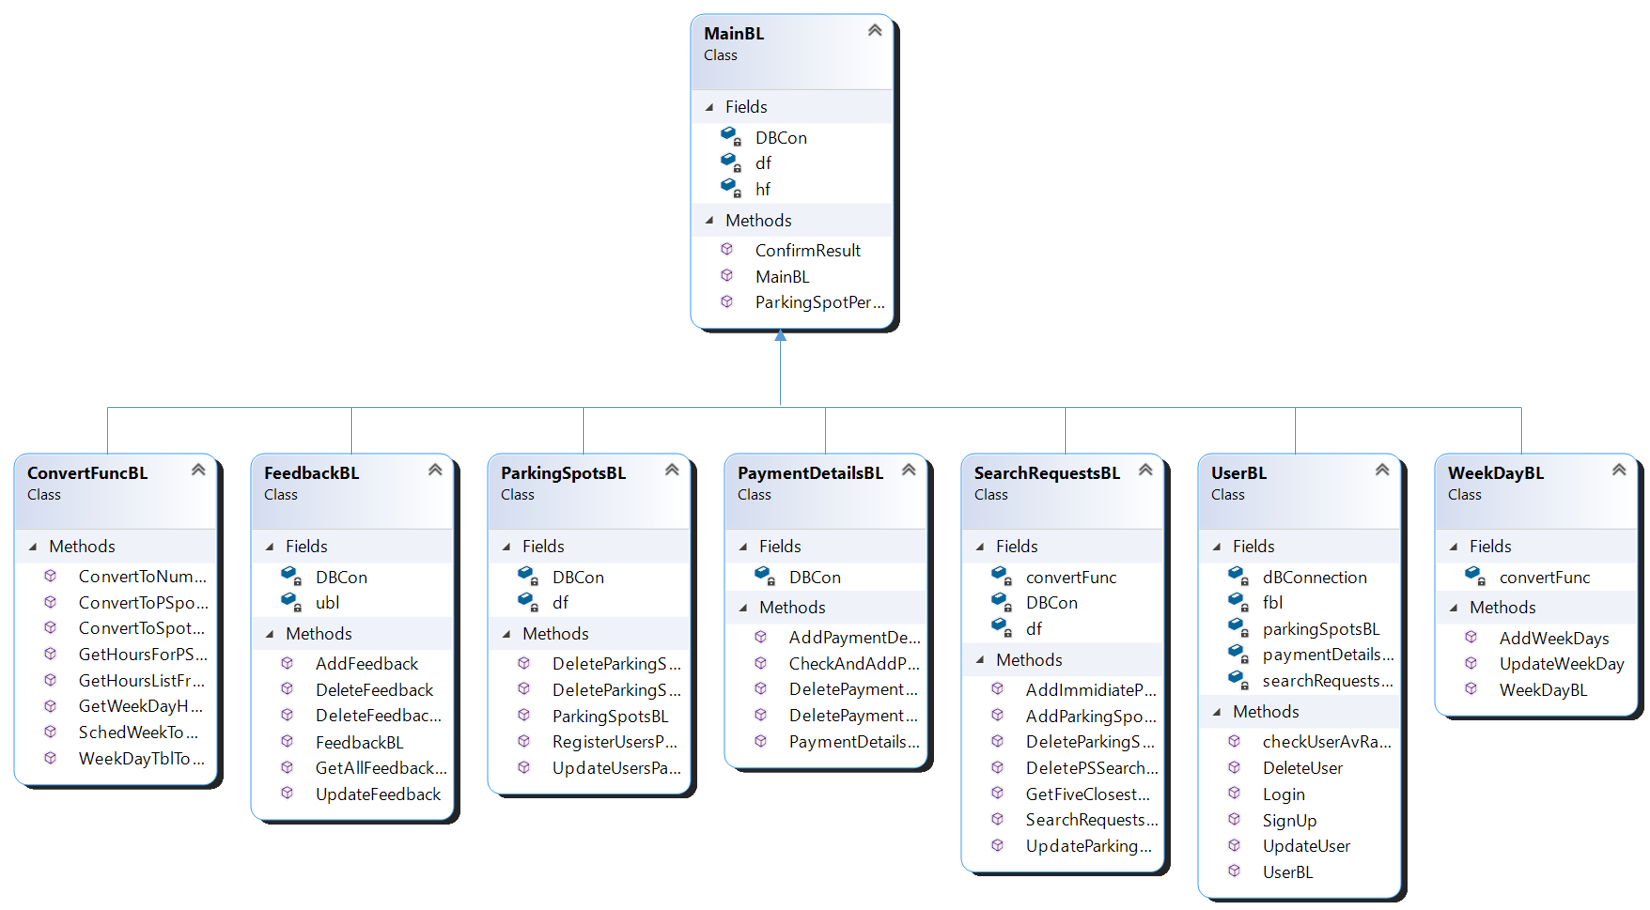 MainBL
Class
Fields
DBCon
df
hf
Methods
ConfirmResult
MainBL
ParkingSpotPer...
ConvertFuncBL
Class
Methods
ConvertToNum...
ConvertToPSpo...
ConvertToSpot...
GetHoursForPS...
GetHoursListFr...
GetWeekDayH...
SchedWeekTo...
WeekDayTblTo...
FeedbackBL
Class
Fields
DBCon
ubl
Methods
AddFeedback
DeleteFeedback
DeleteFeedbac...
FeedbackBL
GetAllFeedback...
UpdateFeedback
ParkingSpotsBL
Class
Fields
DBCon
df
Methods
DeleteParkingS...
DeleteParkingS...
ParkingSpotsBL
RegisterUsersP...
UpdateUsersPa...
PaymentDetailsBL
Class
Fields
DBCon
Methods
AddPaymentDe...
CheckAndAddP...
DeletePayment...
DeletePayment...
PaymentDetails...
SearchRequestsBL
Class
Fields
convertFunc
DBCon
df
Methods
AddImmidiateP...
AddParkingSpo...
DeleteParkingS...
DeletePSSearch...
GetFiveClosest...
SearchRequests...
UpdateParking...
UserBL
Class
Fields
dBConnection
fbl
parkingSpotsBL
paymentDetails...
searchRequests...
Methods
checkUserAvRa...
DeleteUser
Login
SignUp
UpdateUser
UserBL
WeekDayBL
Class
Fields
convertFunc
Methods
AddWeekDays
UpdateWeekDay
WeekDayBL